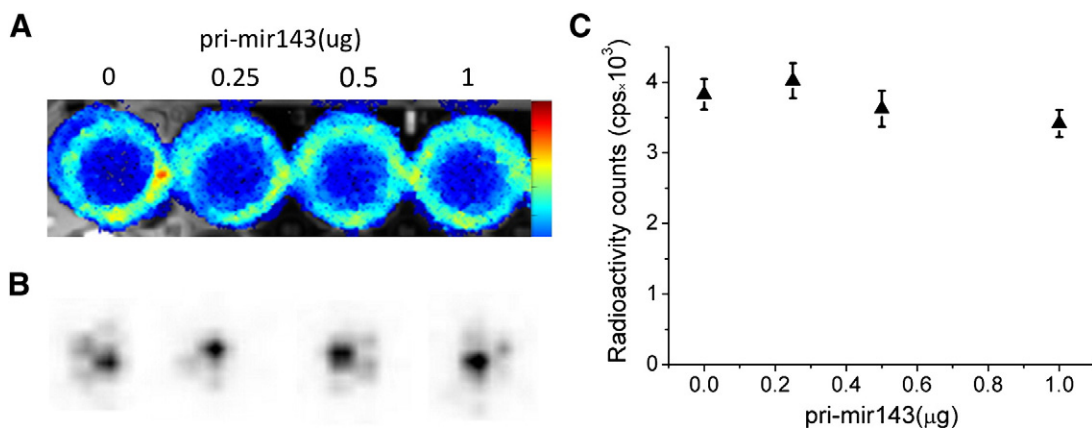 A
pri-mir143(ug)
0 0.25 0.5 1
B
C
Radioactivity counts (cps×10³)
4
3
2
1
0
0.0 0.2 0.4 0.6 0.8 1.0
pri-mir143(μg)